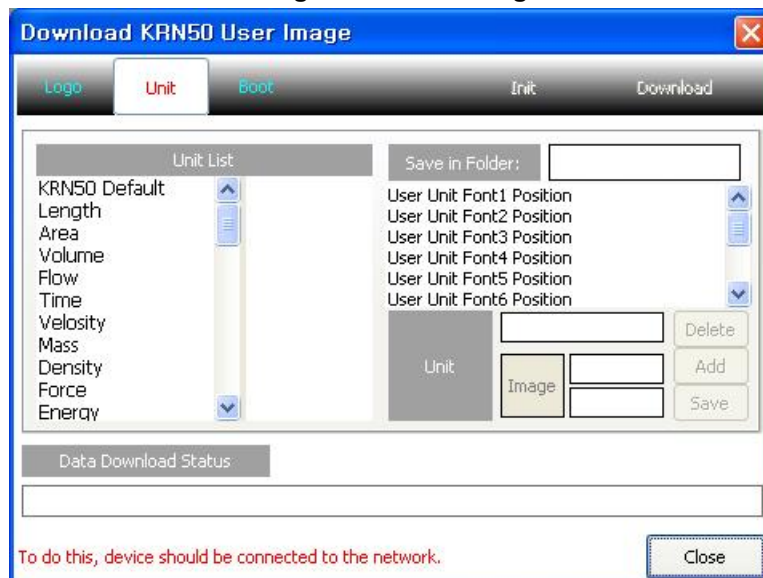 Download KRN50 User Image
Logo Unit Boot Init Download
Unit List
KRN50 Default
Length
Area
Volume
Flow
Time
Velosity
Mass
Density
Force
Energy
Save in Folder:
User Unit Font1 Position
User Unit Font2 Position
User Unit Font3 Position
User Unit Font4 Position
User Unit Font5 Position
User Unit Font6 Position
Unit
Image
Delete
Add
Save
Data Download Status
To do this, device should be connected to the network.
Close